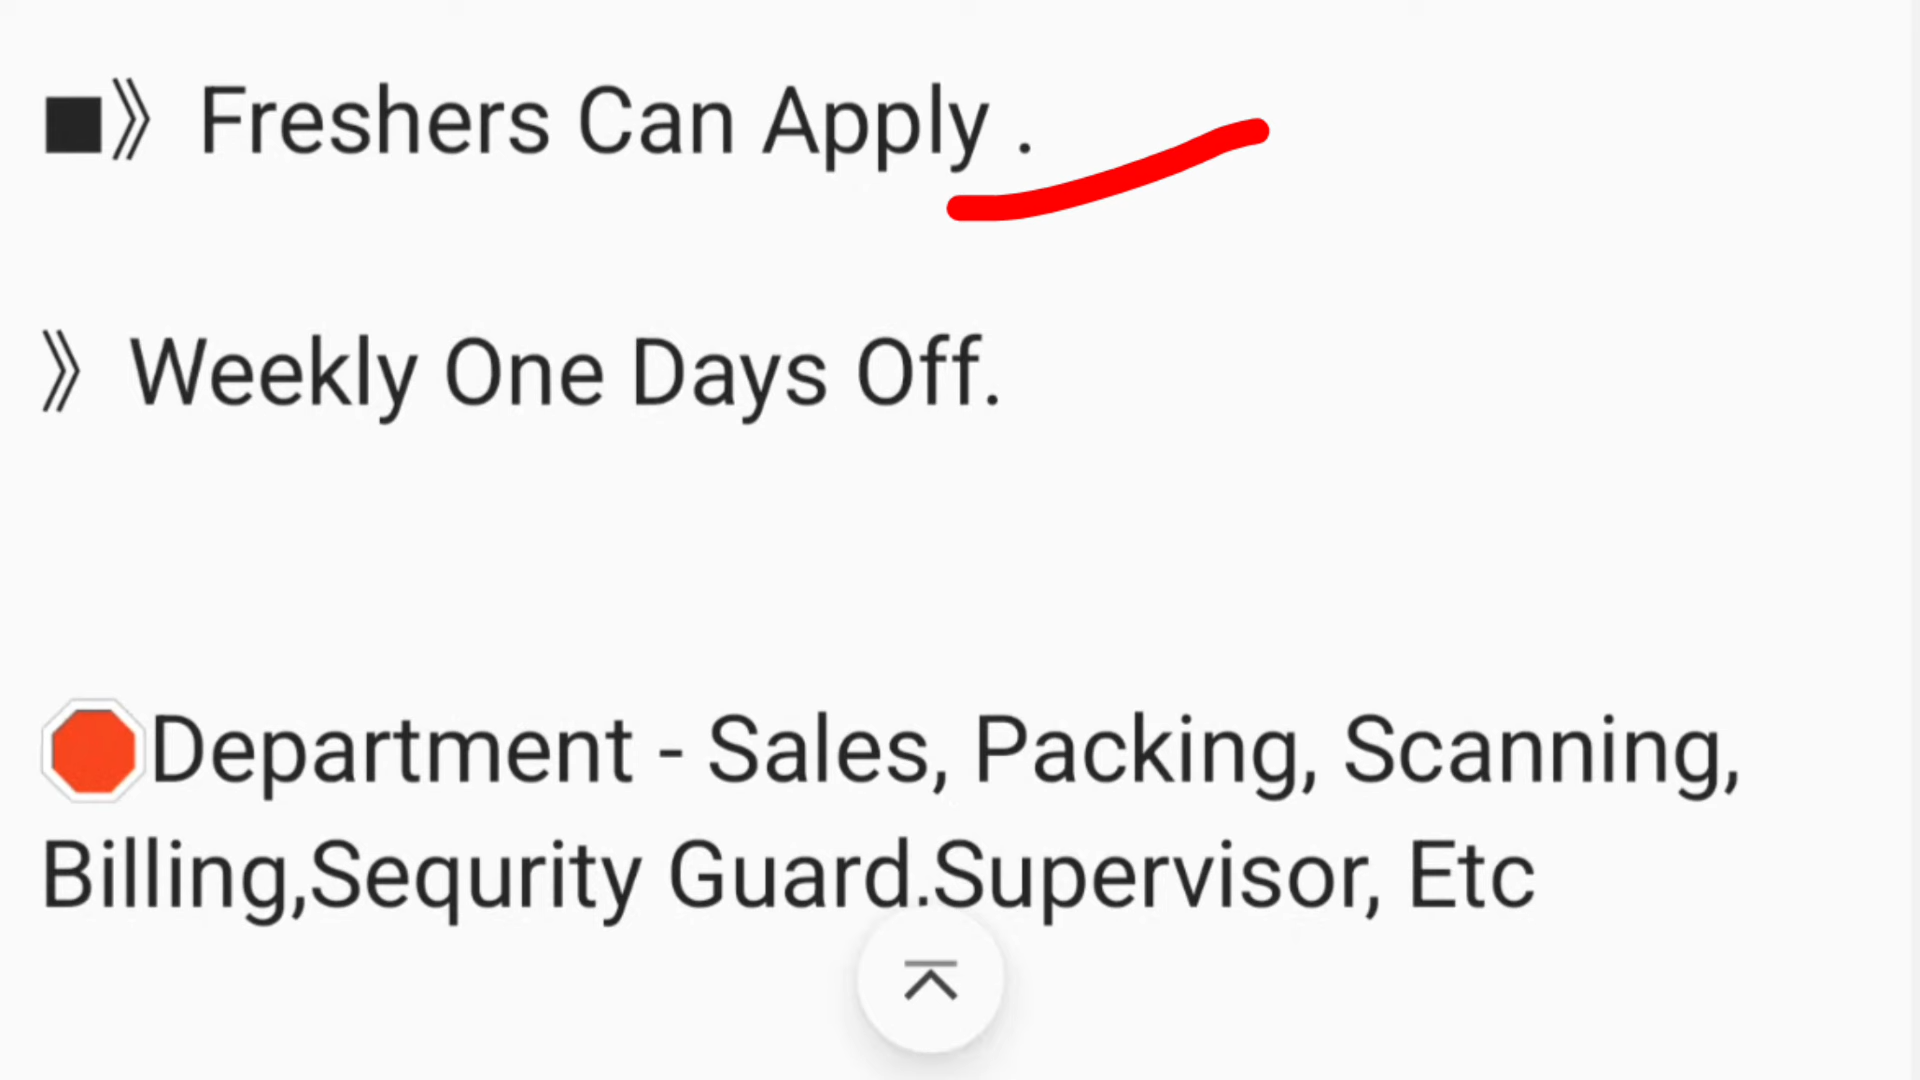 ■》 Freshers Can Apply .
》 Weekly One Days Off.
🛑Department - Sales, Packing, Scanning,
Billing,Sequrity Guard.Supervisor, Etc